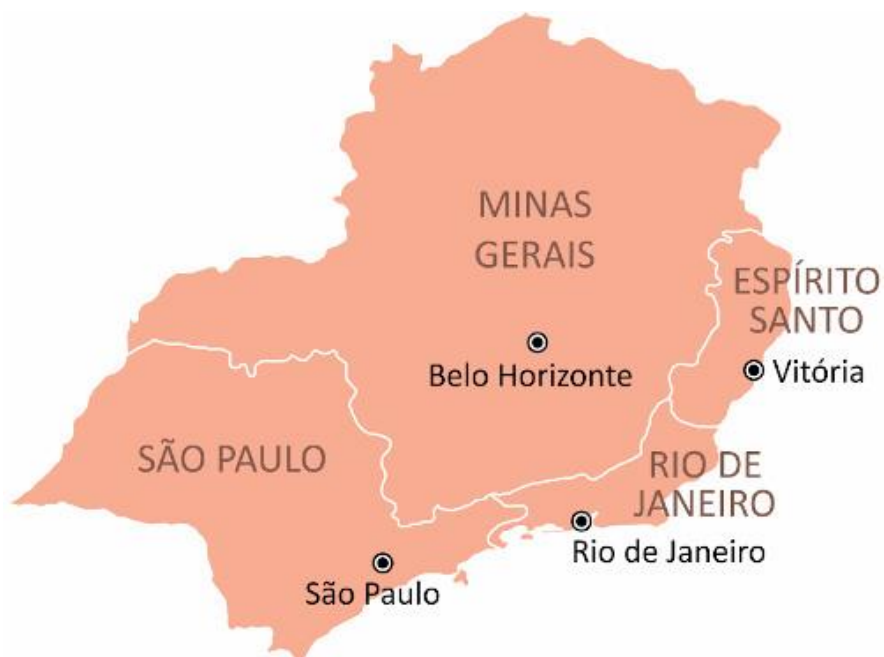 MINAS
GERAIS
ESPÍRITO
SANTO
Belo Horizonte
Vitória
SÃO PAULO
RIO DE
JANEIRO
Rio de Janeiro
São Paulo